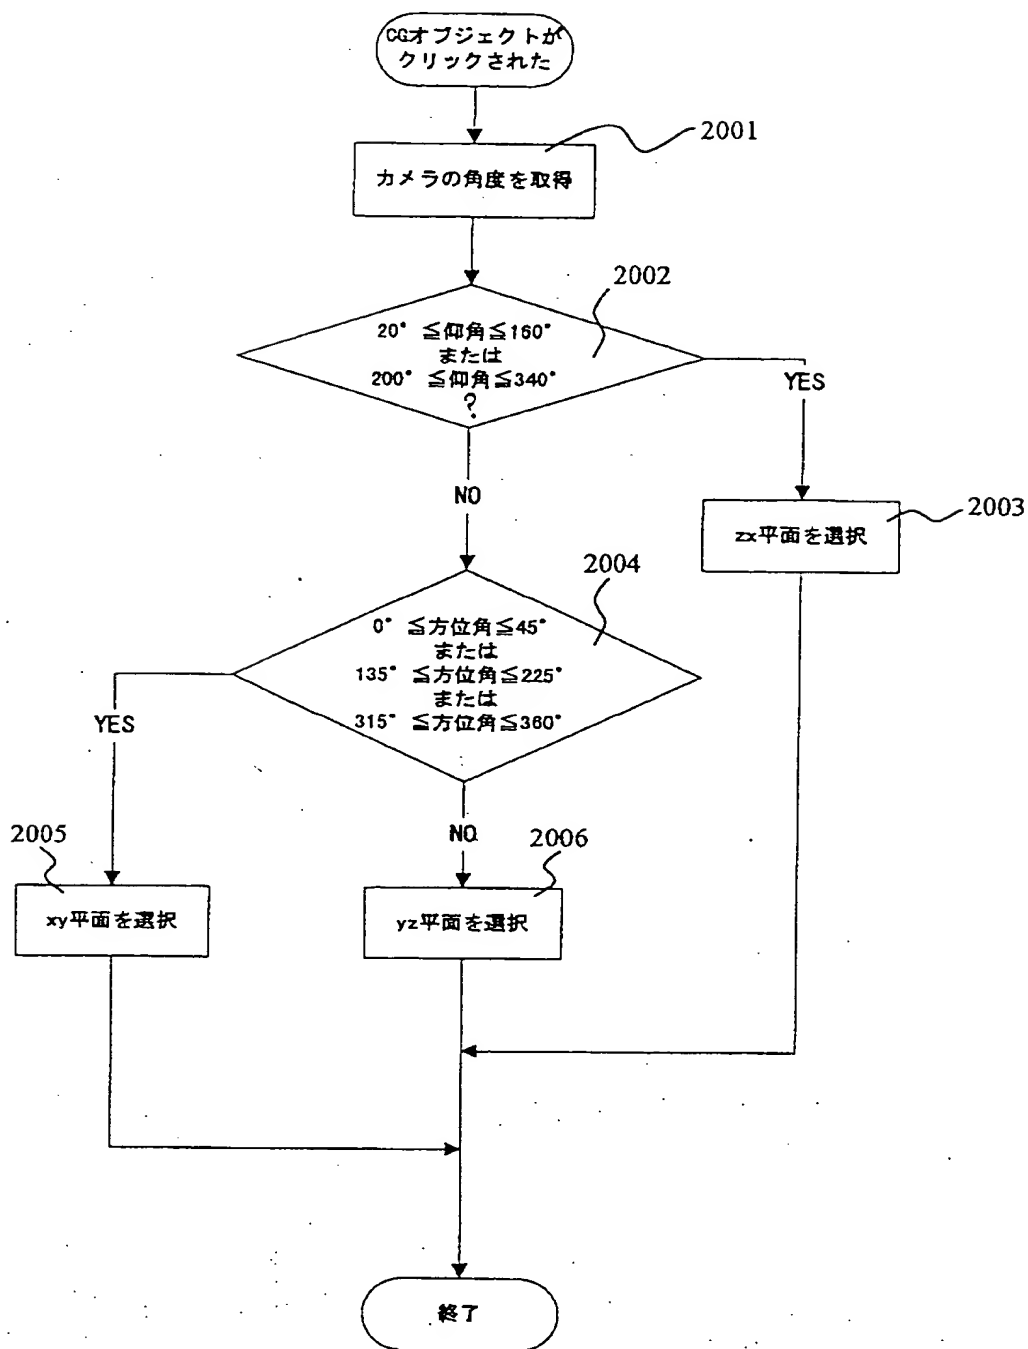 CGオブジェクトが
クリックされた
2001
カメラの角度を取得
2002
20° ≦仰角≦160°
または
200° ≦仰角≦340°
?
YES
NO
2003
zx平面を選択
2004
0° ≦方位角≦45°
または
135° ≦方位角≦225°
または
315° ≦方位角≦360°
YES
NO
2005
xy平面を選択
2006
yz平面を選択
終了